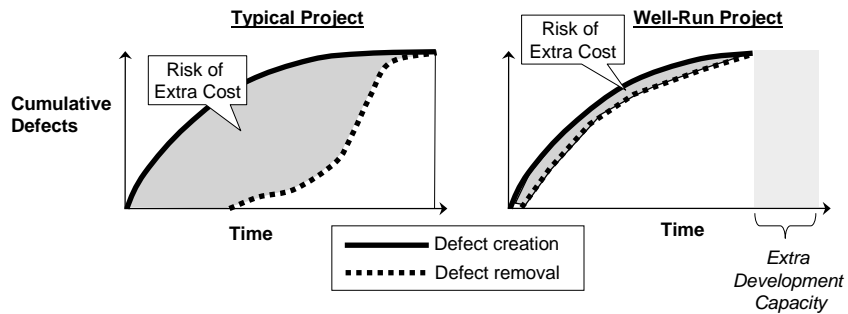 Typical Project
Well-Run Project
Risk of
Extra Cost
Risk of
Extra Cost
Cumulative
Defects
Time
Time
Defect creation
Defect removal
Extra
Development
Capacity